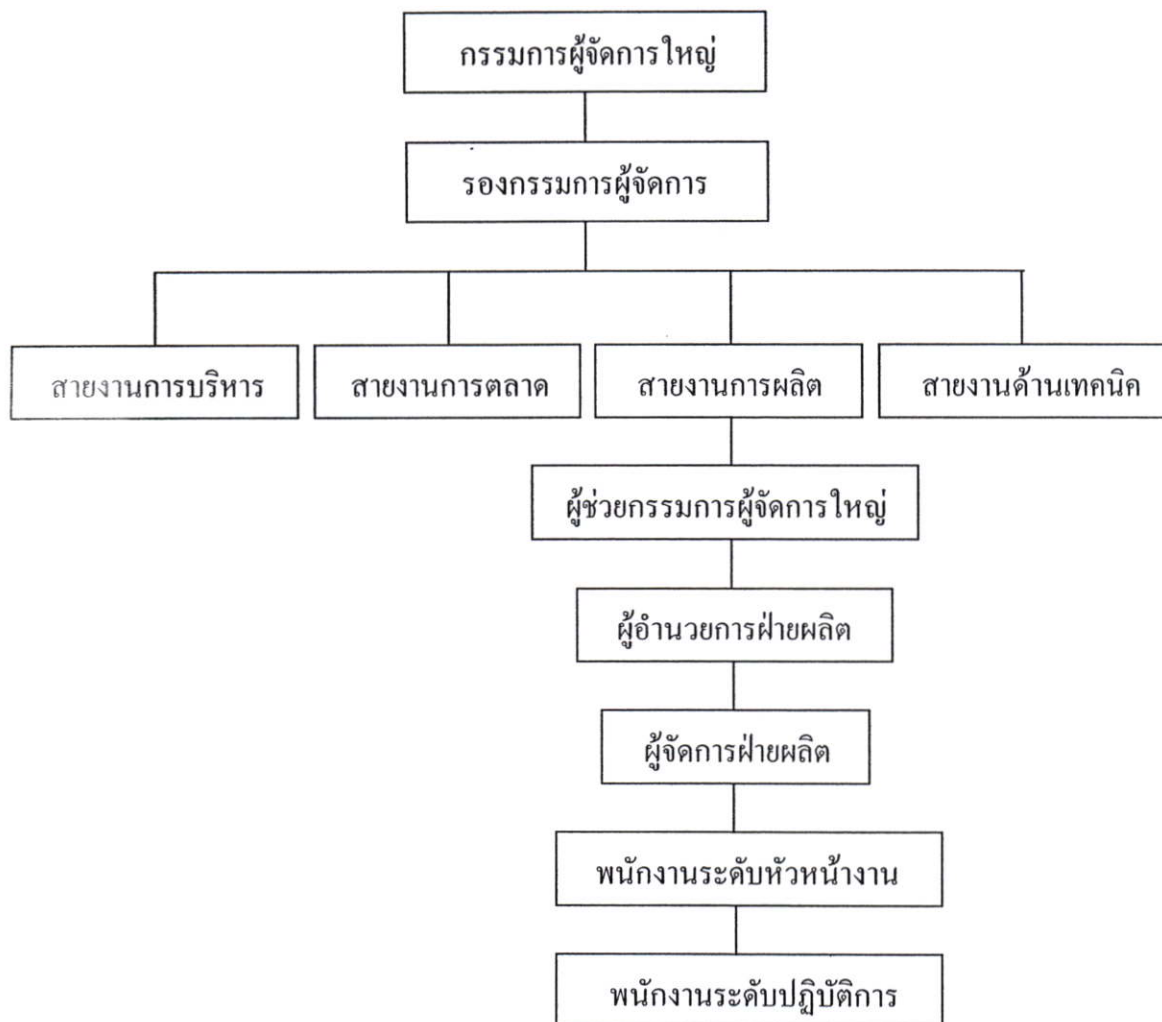 กรรมการผู้จัดการใหญ่
รองกรรมการผู้จัดการ
สายงานการบริหาร
สายงานการตลาด
สายงานการผลิต
สายงานด้านเทคนิค
ผู้ช่วยกรรมการผู้จัดการใหญ่
ผู้อำนวยการฝ่ายผลิต
ผู้จัดการฝ่ายผลิต
พนักงานระดับหัวหน้างาน
พนักงานระดับปฏิบัติการ